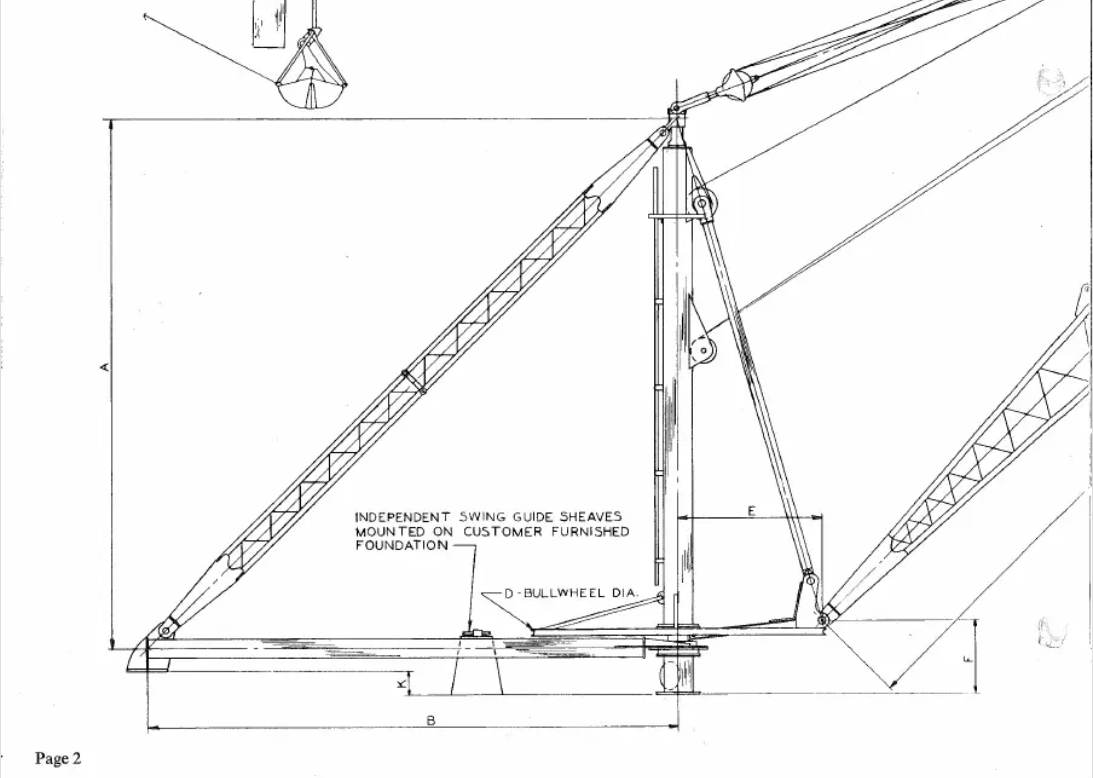 A
INDEPENDENT SWING GUIDE SHEAVES
MOUNTED ON CUSTOMER FURNISHED
FOUNDATION
E
D-BULLWHEEL DIA.
F
K
B
Page 2